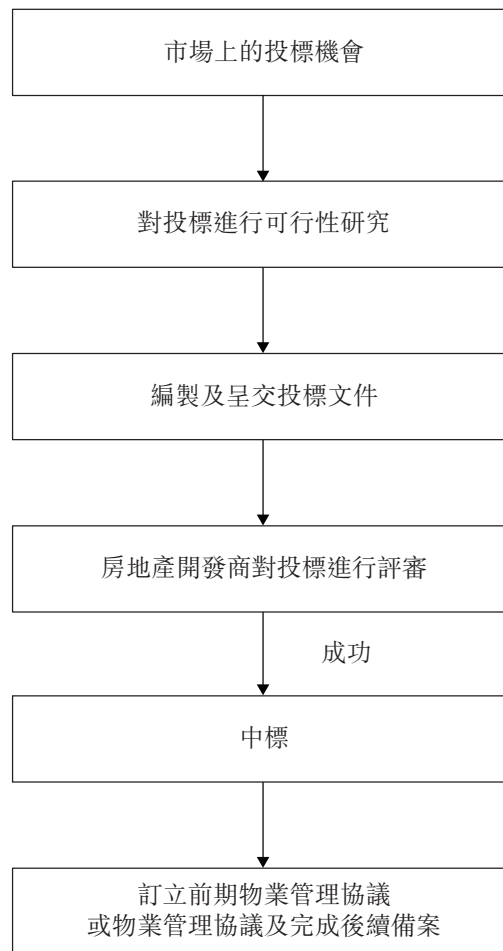 市場上的投標機會
對投標進行可行性研究
編製及呈交投標文件
房地產開發商對投標進行評審
成功
中標
訂立前期物業管理協議
或物業管理協議及完成後續備案